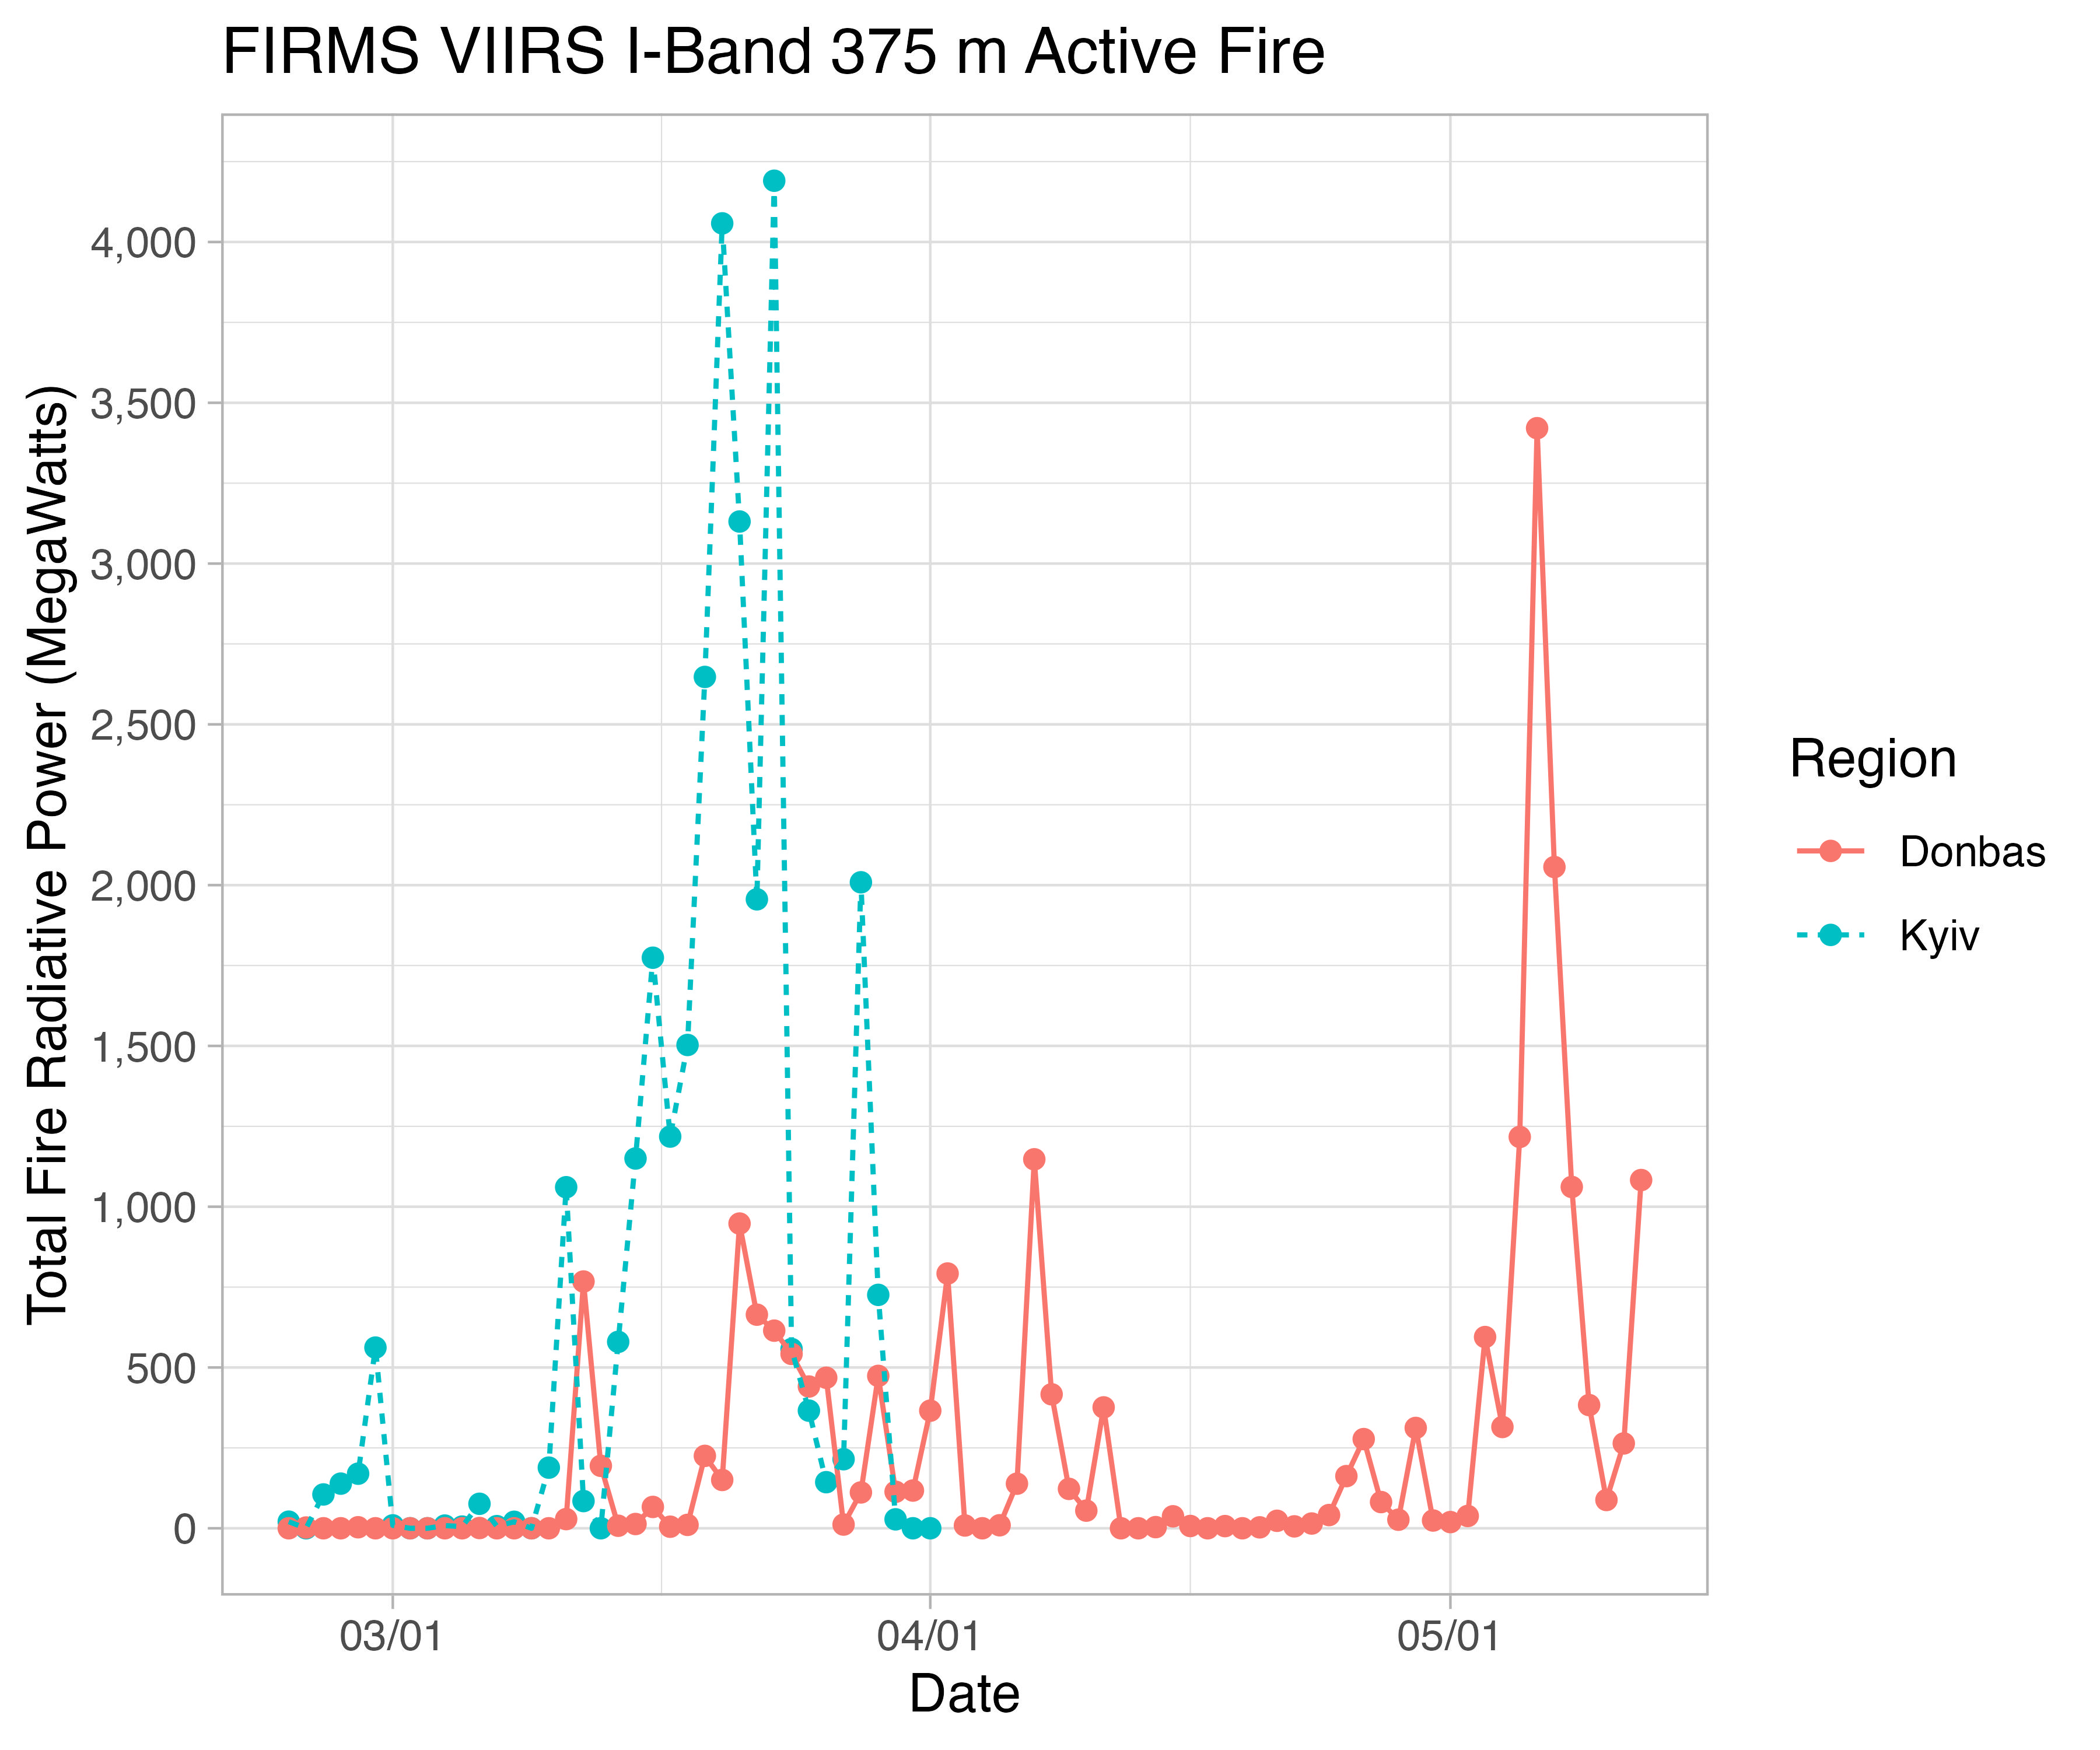 FIRMS VIIRS I-Band 375 m Active Fire
Total Fire Radiative Power (MegaWatts)
4,000
3,500
3,000
2,500
2,000
1,500
1,000
500
0
03/01
04/01
05/01
Date
Region
Donbas
Kyiv